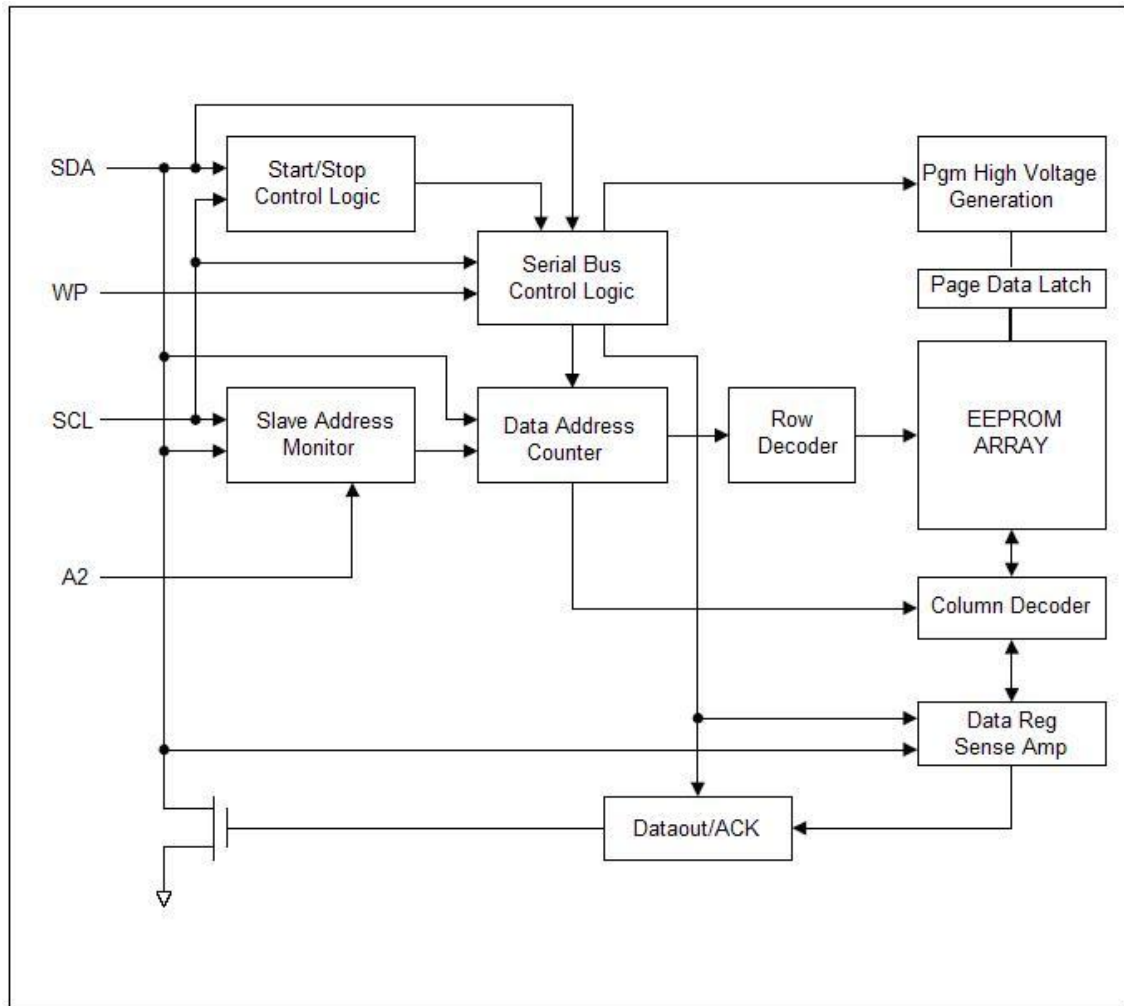 SDA
Start/Stop
Control Logic
Pgm High Voltage
Generation
WP
Serial Bus
Control Logic
Page Data Latch
SCL
Slave Address
Monitor
Data Address
Counter
Row
Decoder
EEPROM
ARRAY
A2
Column Decoder
Data Reg
Sense Amp
Dataout/ACK